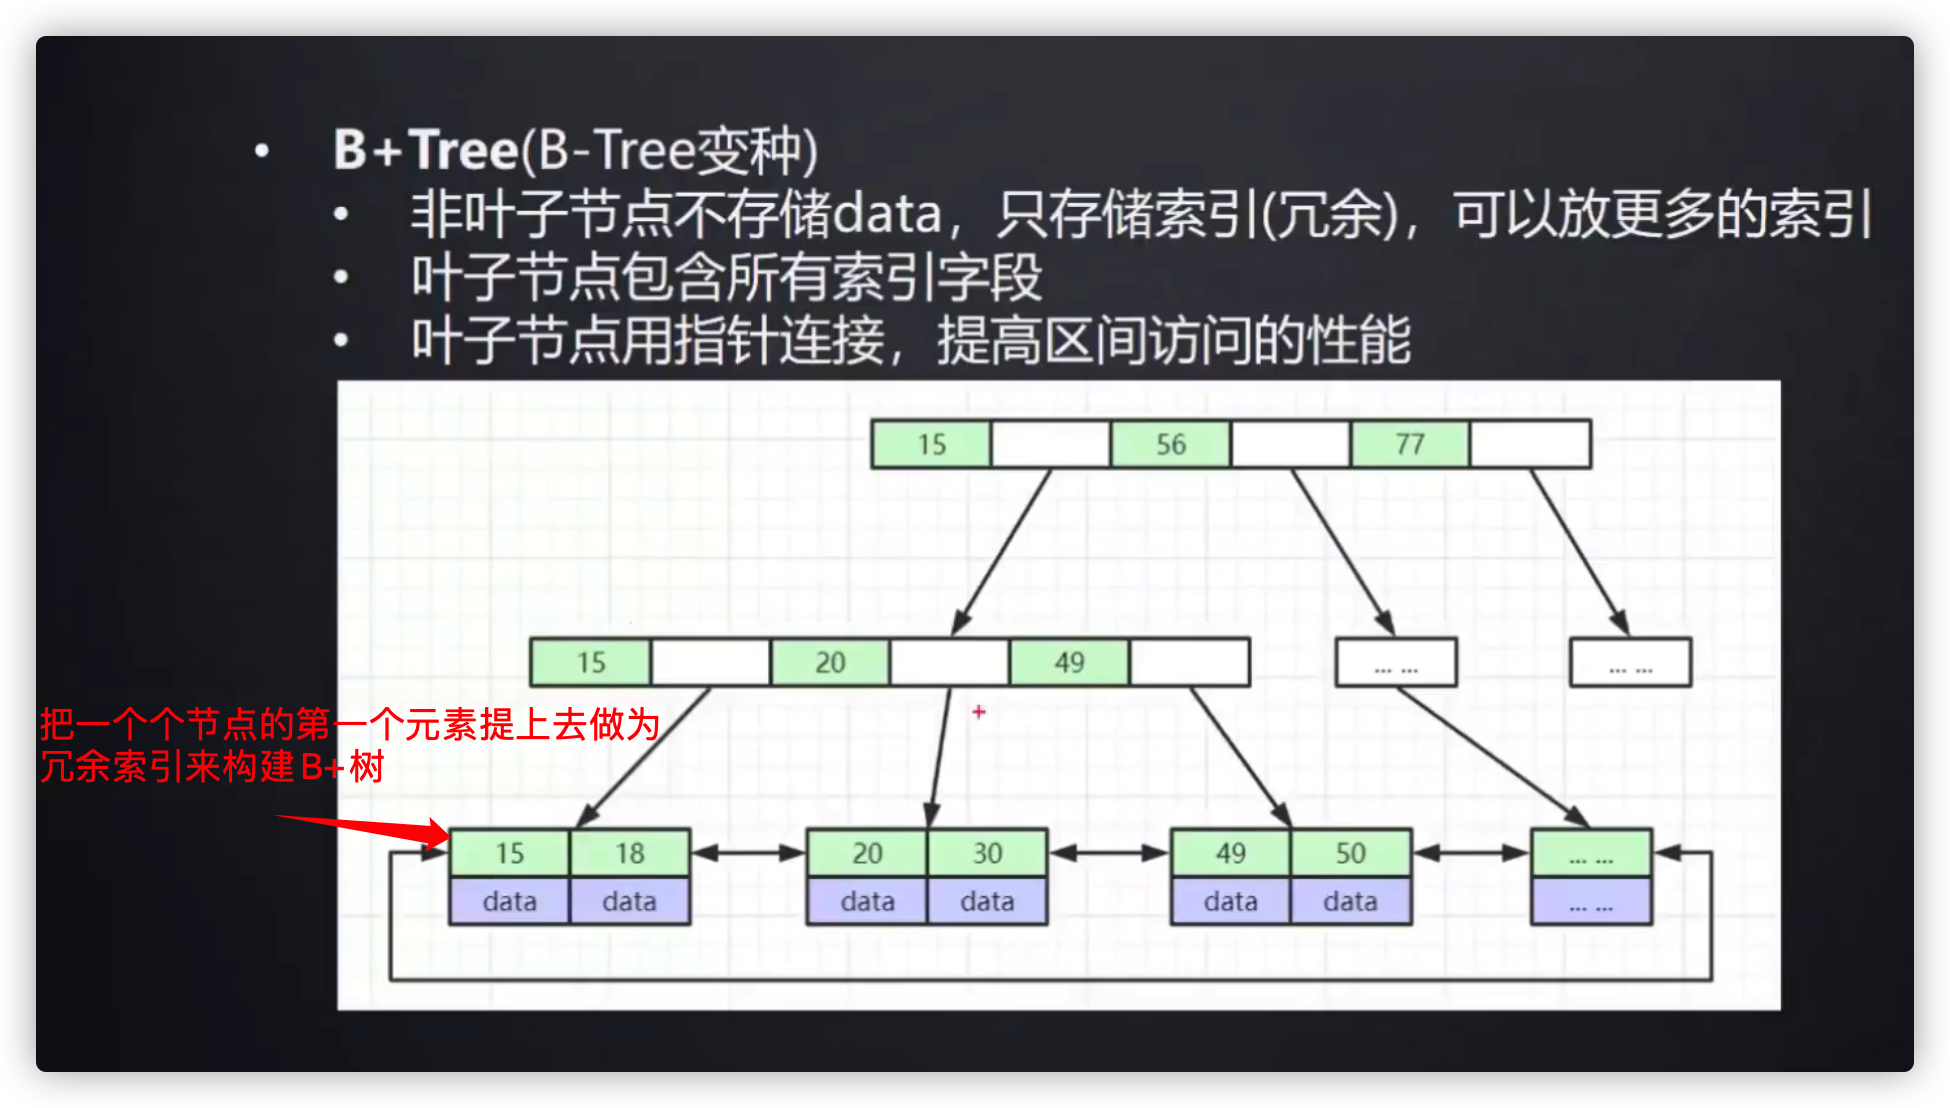 B+Tree(B-Tree变种)
非叶子节点不存储data，只存储索引(冗余)，可以放更多的索引
叶子节点包含所有索引字段
叶子节点用指针连接，提高区间访问的性能
15 56 77
15 20 49 ... ... ... ...
把一个个节点的第一个元素提上去做为
冗余索引来构建B+树
15 18 20 30 49 50 ... ...
data data data data data data ... ...